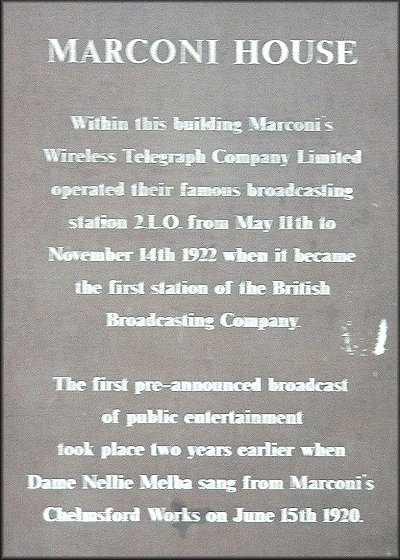 MARCONI HOUSE
Within this building Marconi's
Wireless Telegraph Company Limited
operated their famous broadcasting
station 2.L.O. from May 11th to
November 14th 1922 when it became
the first station of the British
Broadcasting Company.
The first pre-announced broadcast
of public entertainment
took place two years earlier when
Dame Nellie Melba sang from Marconi's
Chelmsford Works on June 15th 1920.